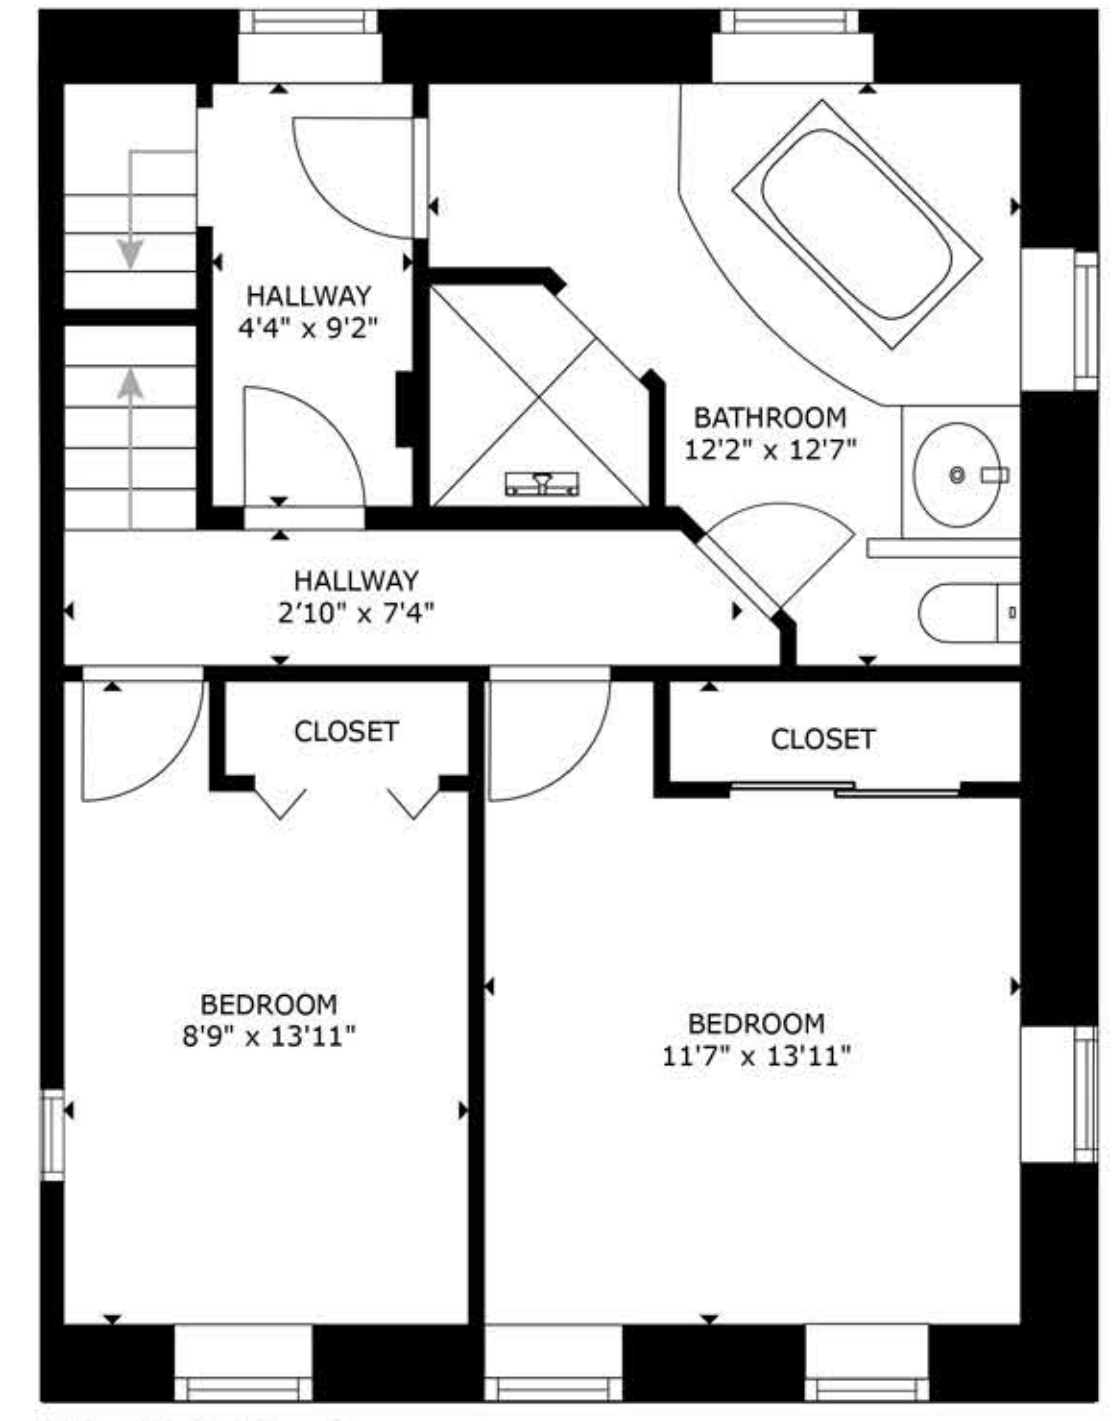 HALLWAY
4'4" x 9'2"
BATHROOM
12'2" x 12'7"
HALLWAY
2'10" x 7'4"
CLOSET
CLOSET
BEDROOM
8'9" x 13'11"
BEDROOM
11'7" x 13'11"